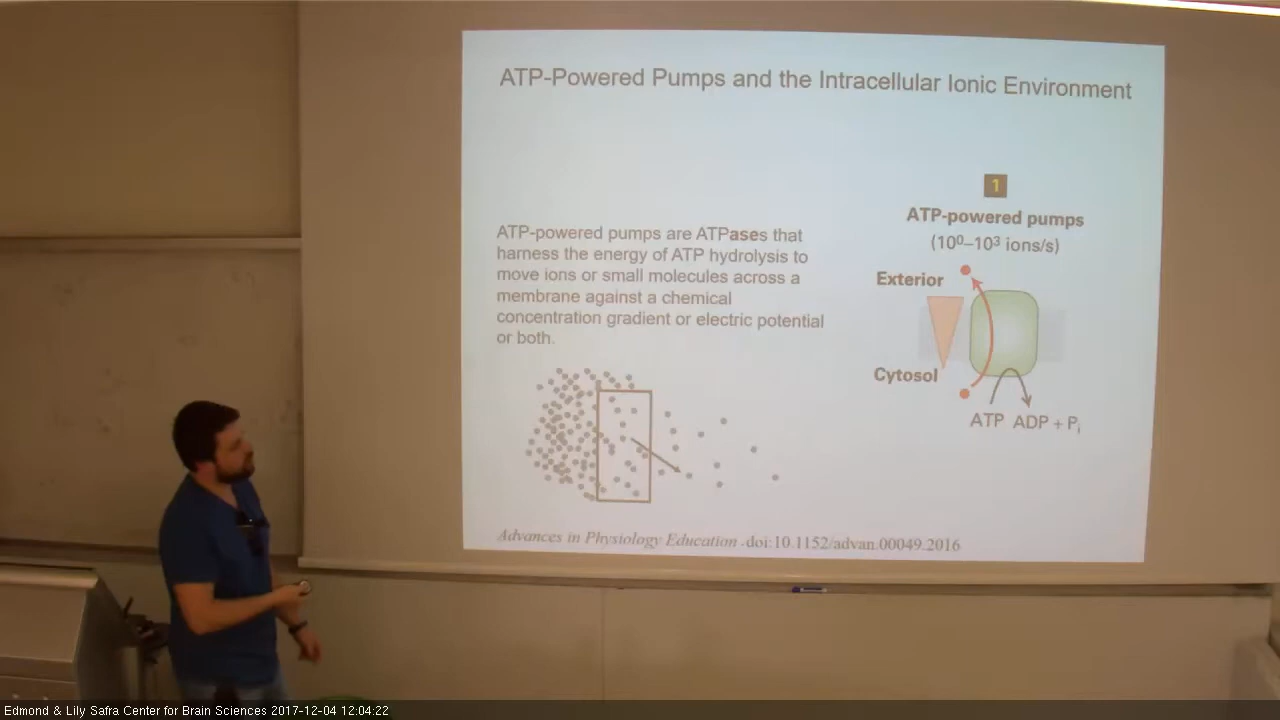 ATP-Powered Pumps and the Intracellular Ionic Environment
ATP-powered pumps are ATPases that
harness the energy of ATP hydrolysis to
move ions or small molecules across a
membrane against a chemical
concentration gradient or electric potential
or both.
1
ATP-powered pumps
(10⁰–10³ ions/s)
Exterior
Cytosol
ATP ADP + Pᵢ
Advances in Physiology Education .doi:10.1152/advan.00049.2016
Edmond & Lily Safra Center for Brain Sciences 2017-12-04 12:04:22